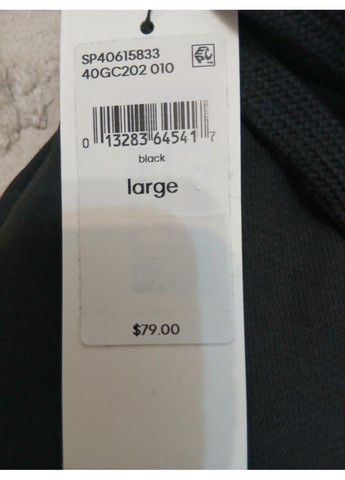 SP40615833
40GC202 010
0 13283 64541 7
black
large
$79.00